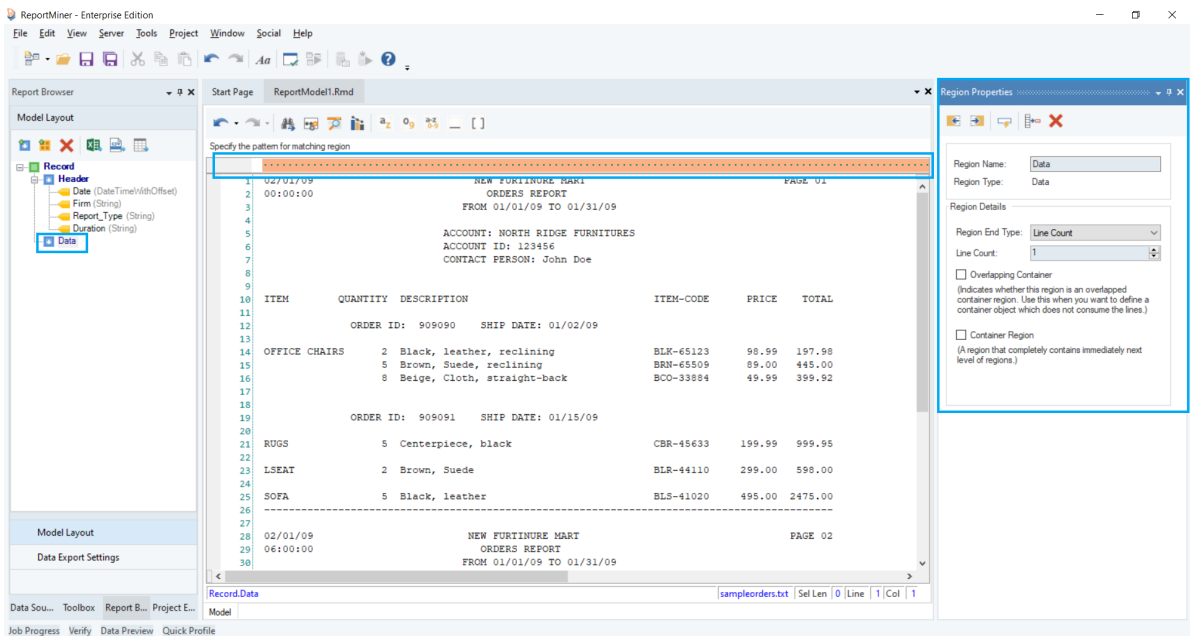 ReportMiner - Enterprise Edition
File Edit View Server Tools Project Window Social Help
Aa
Report Browser
Model Layout
Record
Header
Date (DateTimeWithOffset)
Firm (String)
Report_Type (String)
Duration (String)
Data
Model Layout
Data Export Settings
Data Sou... Toolbox Report B... Project E...
Job Progress Verify Data Preview Quick Profile
Start Page ReportModel1.Rmd
Specify the pattern for matching region
1 02/01/09 NEW FURTINURE MART PAGE 01
2 00:00:00 ORDERS REPORT
3 FROM 01/01/09 TO 01/31/09
4
5 ACCOUNT: NORTH RIDGE FURNITURES
6 ACCOUNT ID: 123456
7 CONTACT PERSON: John Doe
8
9
10 ITEM QUANTITY DESCRIPTION ITEM-CODE PRICE TOTAL
11
12 ORDER ID: 909090 SHIP DATE: 01/02/09
13
14 OFFICE CHAIRS 2 Black, leather, reclining BLK-65123 98.99 197.98
15 5 Brown, Suede, reclining BRN-65509 89.00 445.00
16 8 Beige, Cloth, straight-back BCO-33884 49.99 399.92
17
18
19 ORDER ID: 909091 SHIP DATE: 01/15/09
20
21 RUGS 5 Centerpiece, black CBR-45633 199.99 999.95
22
23 LSEAT 2 Brown, Suede BLR-44110 299.00 598.00
24
25 SOFA 5 Black, leather BLS-41020 495.00 2475.00
26 --------------------------------------------------------------------------------------------
27
28 02/01/09 NEW FURTINURE MART PAGE 02
29 06:00:00 ORDERS REPORT
30 FROM 01/01/09 TO 01/31/09
Record.Data sampleorders.txt Sel Len 0 Line 1 Col 1
Model
Region Properties
Region Name: Data
Region Type: Data
Region Details
Region End Type: Line Count
Line Count: 1
Overlapping Container
(Indicates whether this region is an overlapped
container region. Use this when you want to define a
container object which does not consume the lines.)
Container Region
(A region that completely contains immediately next
level of regions.)